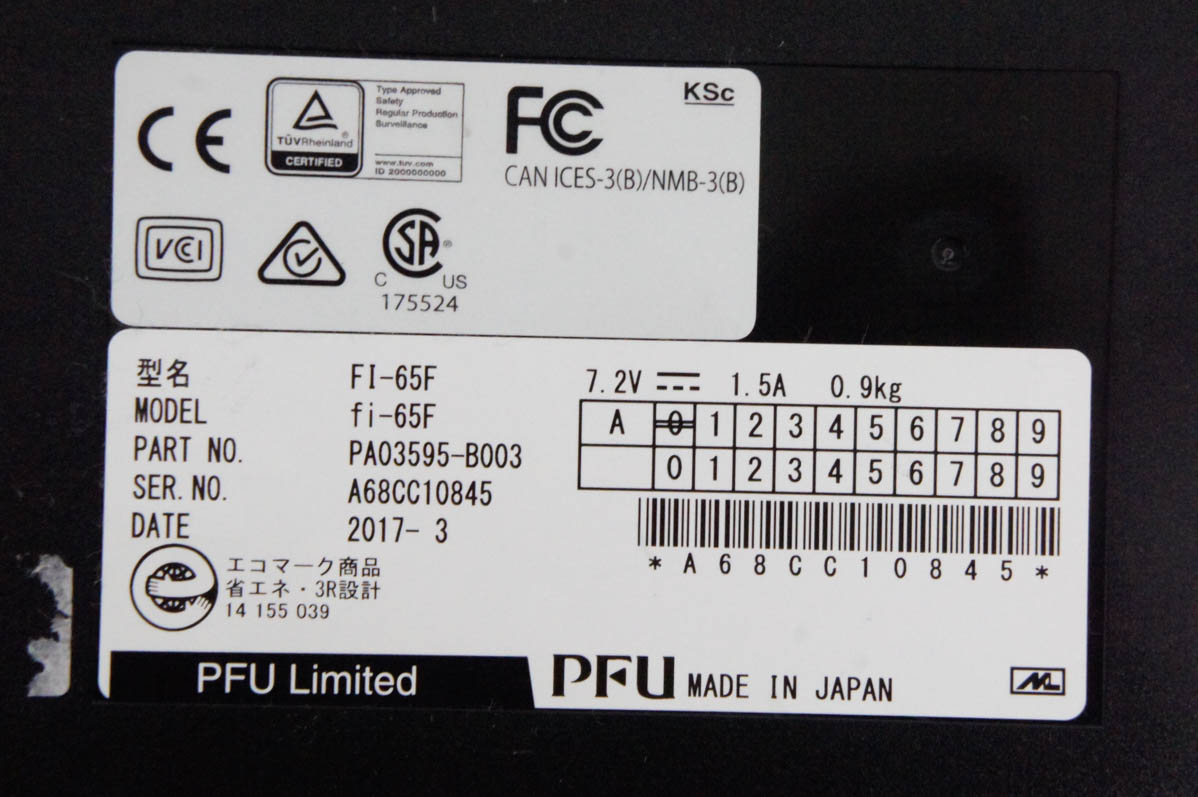 CE
TÜVRheinland®
CERTIFIED
Type Approved
Safety
Regular Production
Surveillance
www.tuv.com
ID 2000000000
FC
KSc
CAN ICES-3(B)/NMB-3(B)
VCI
SA®
C US
175524
型名 FI-65F
MODEL fi-65F
PART NO. PA03595-B003
SER.NO. A68CC10845
DATE 2017- 3
7.2V 1.5A 0.9kg
A 0 1 2 3 4 5 6 7 8 9
0 1 2 3 4 5 6 7 8 9
*A68CC10845*
エコマーク商品
省エネ・3R設計
14 155 039
PFU Limited
PFU MADE IN JAPAN